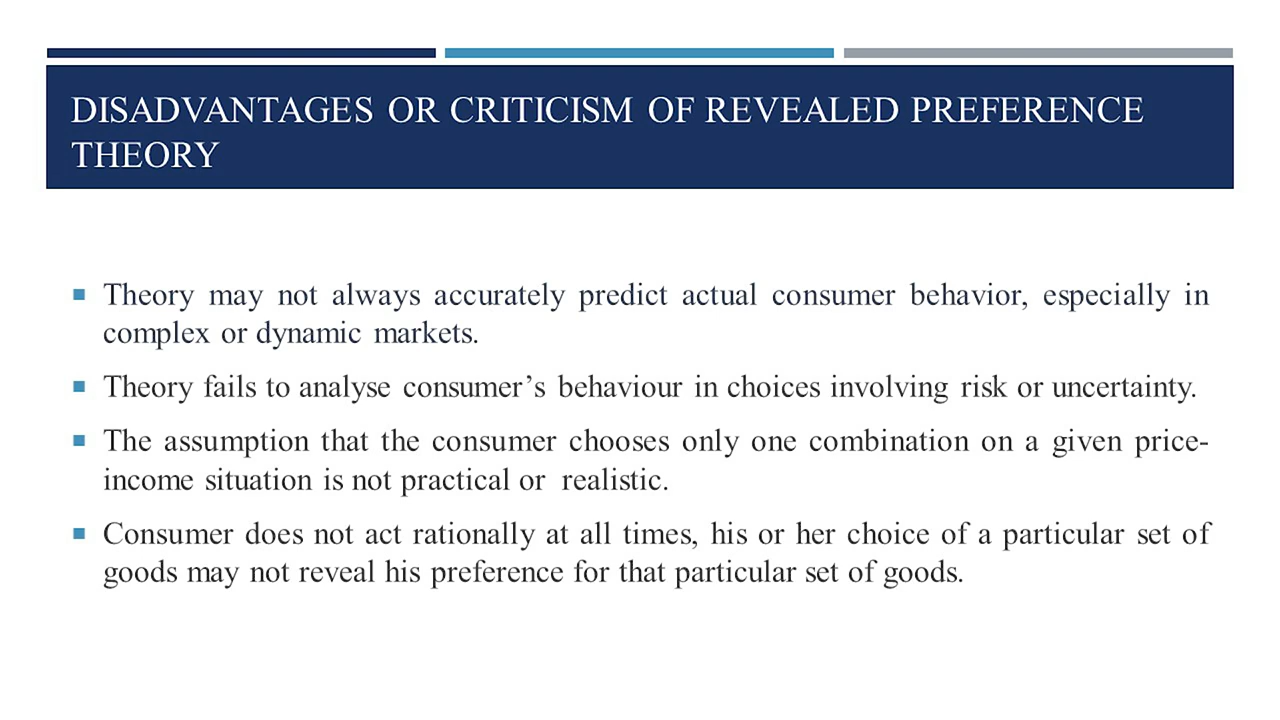 DISADVANTAGES OR CRITICISM OF REVEALED PREFERENCE
THEORY
Theory may not always accurately predict actual consumer behavior, especially in
complex or dynamic markets.
Theory fails to analyse consumer’s behaviour in choices involving risk or uncertainty.
The assumption that the consumer chooses only one combination on a given price-
income situation is not practical or realistic.
Consumer does not act rationally at all times, his or her choice of a particular set of
goods may not reveal his preference for that particular set of goods.